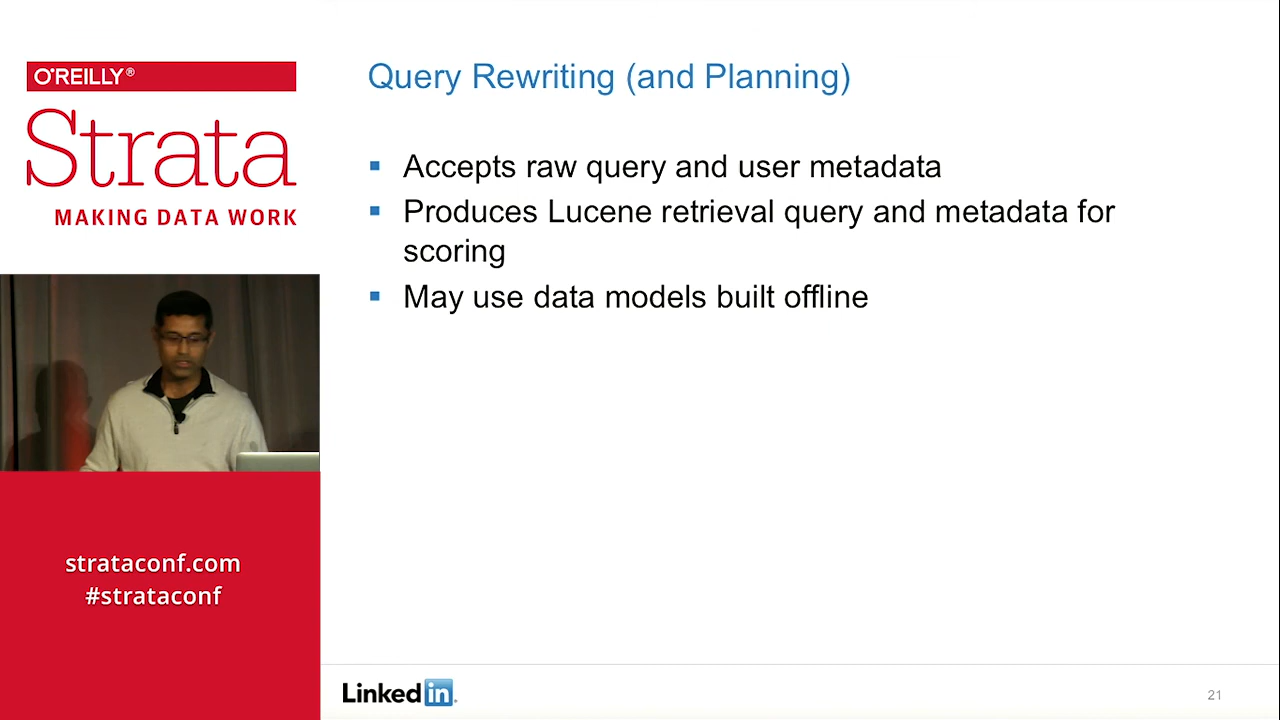 O'REILLY®
Strata
MAKING DATA WORK
strataconf.com
#strataconf
Query Rewriting (and Planning)
▪ Accepts raw query and user metadata
▪ Produces Lucene retrieval query and metadata for
scoring
▪ May use data models built offline
Linked in
21